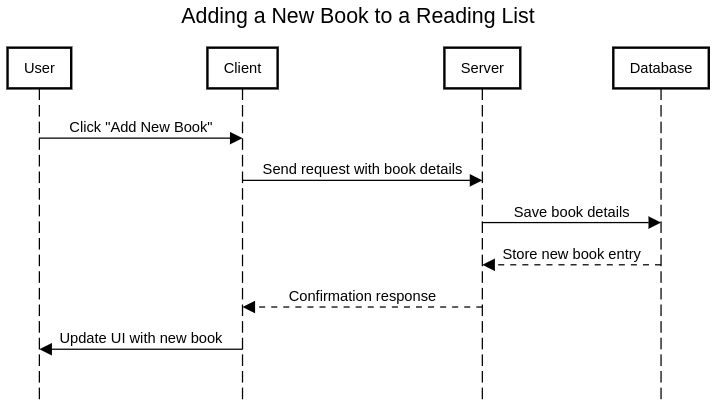 Adding a New Book to a Reading List
User
Client
Server
Database
Click "Add New Book"
Send request with book details
Save book details
Store new book entry
Confirmation response
Update UI with new book